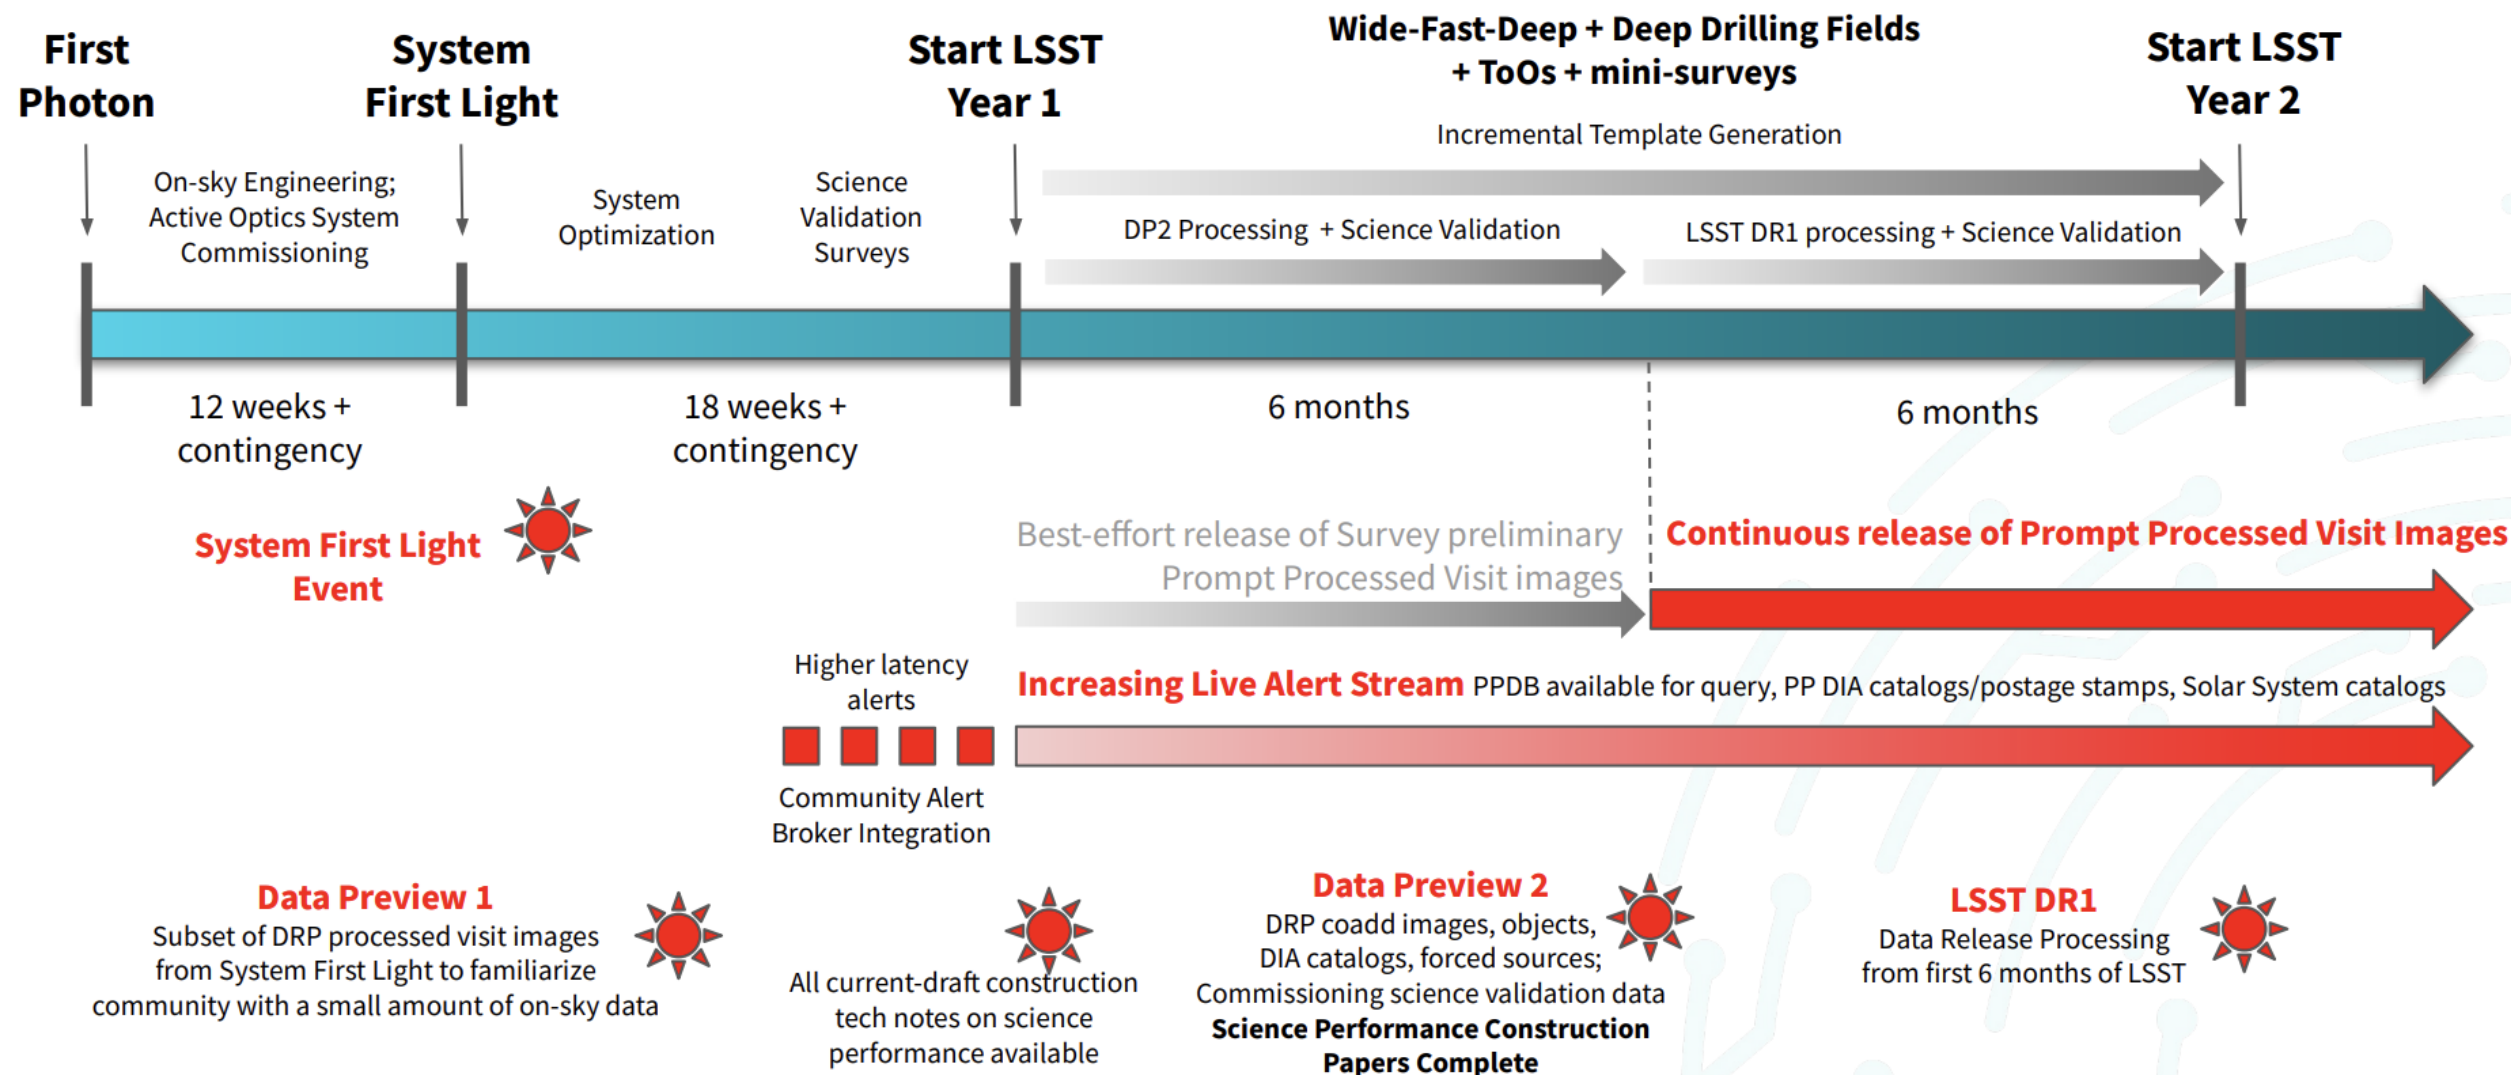 First
Photon
System
First Light
Start LSST
Year 1
Wide-Fast-Deep + Deep Drilling Fields
+ ToOs + mini-surveys
Start LSST
Year 2
Incremental Template Generation
On-sky Engineering;
Active Optics System
Commissioning
System
Optimization
Science
Validation
Surveys
DP2 Processing + Science Validation
LSST DR1 processing + Science Validation
12 weeks +
contingency
18 weeks +
contingency
6 months
6 months
System First Light
Event
Best-effort release of Survey preliminary
Prompt Processed Visit images
Continuous release of Prompt Processed Visit Images
Higher latency
alerts
Increasing Live Alert Stream PPDB available for query, PP DIA catalogs/postage stamps, Solar System catalogs
Community Alert
Broker Integration
Data Preview 1
Subset of DRP processed visit images
from System First Light to familiarize
community with a small amount of on-sky data
All current-draft construction
tech notes on science
performance available
Data Preview 2
DRP coadd images, objects,
DIA catalogs, forced sources;
Commissioning science validation data
Science Performance Construction
Papers Complete
LSST DR1
Data Release Processing
from first 6 months of LSST